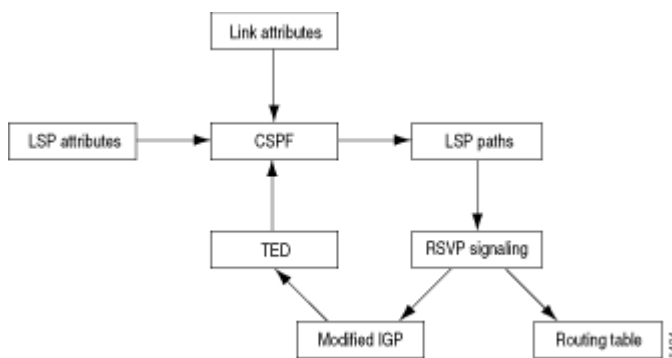 Link attributes
LSP attributes
CSPF
LSP paths
TED
RSVP signaling
Modified IGP
Routing table